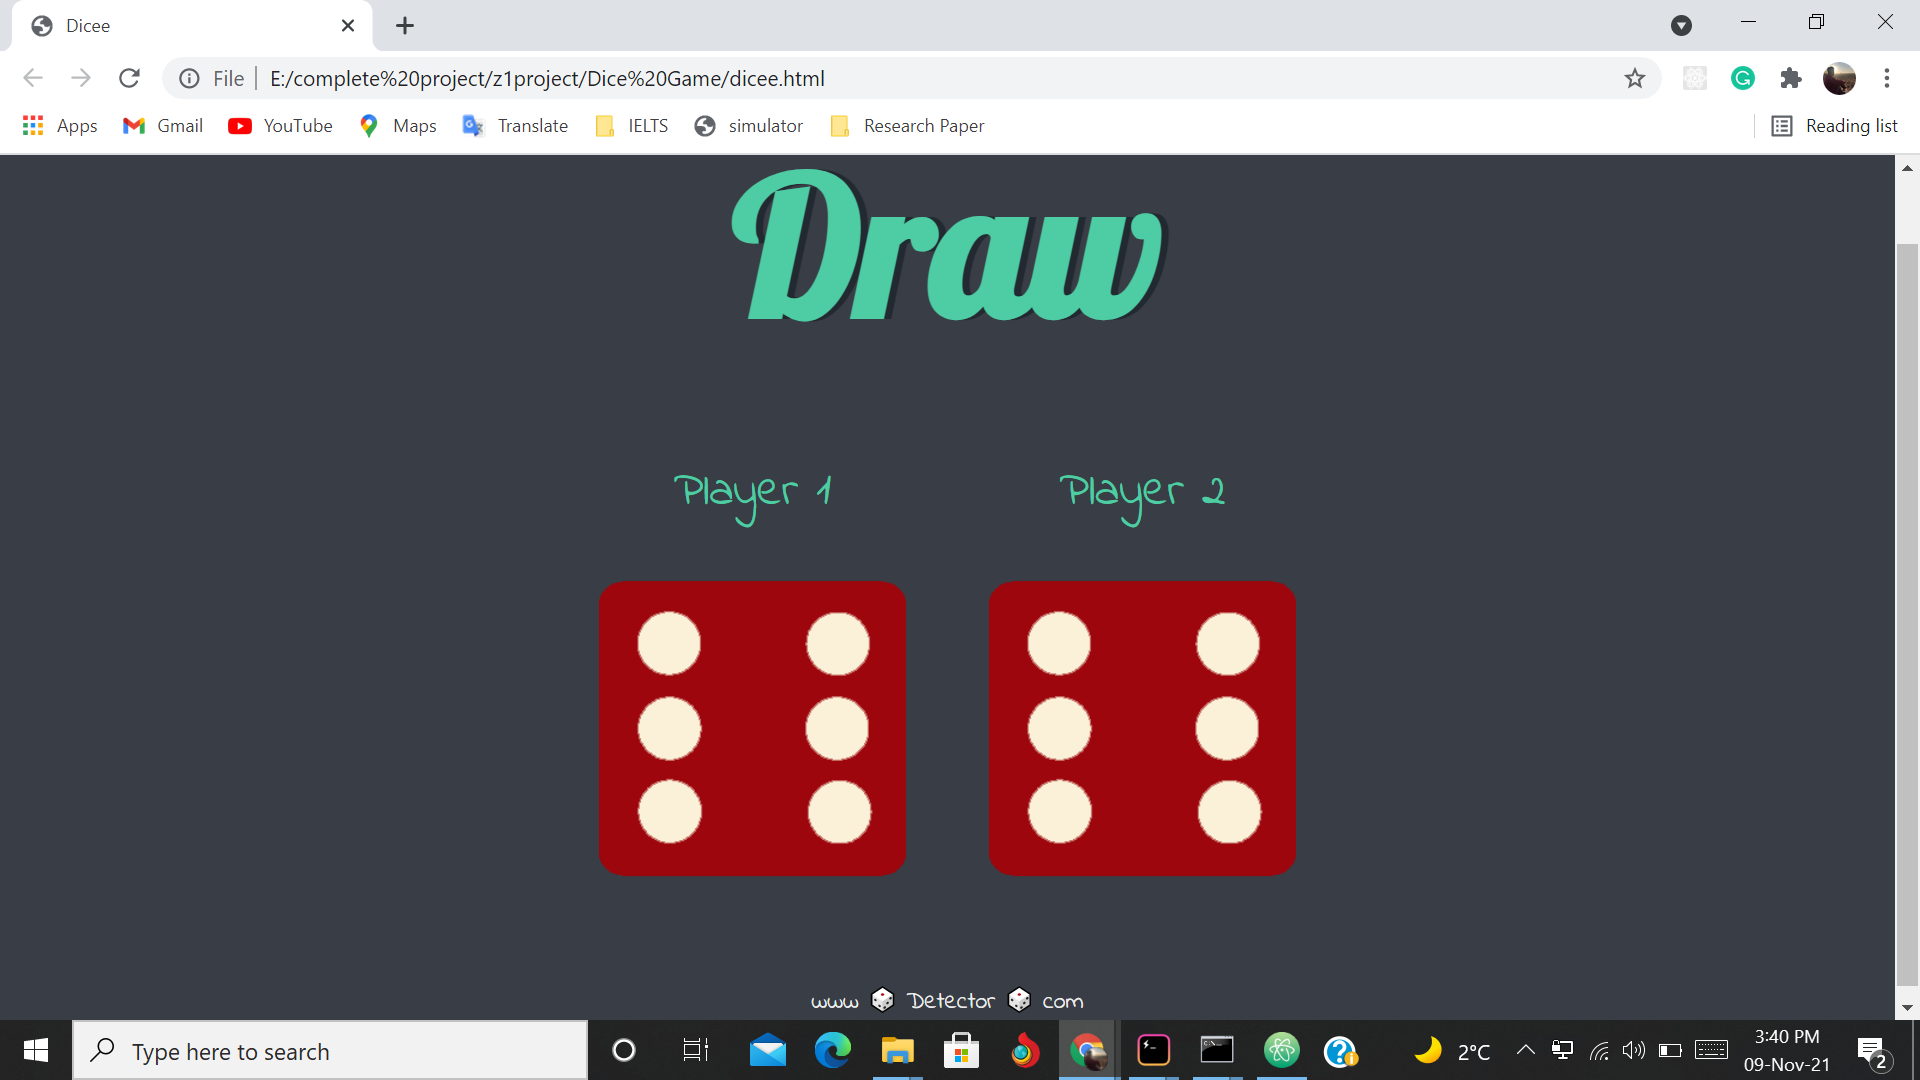 Dicee
File E:/complete%20project/z1project/Dice%20Game/dicee.html
Apps Gmail YouTube Maps Translate IELTS simulator Research Paper Reading list
Draw
Player 1 Player 2
www Detector com
Type here to search
2°C
3:40 PM
09-Nov-21
2